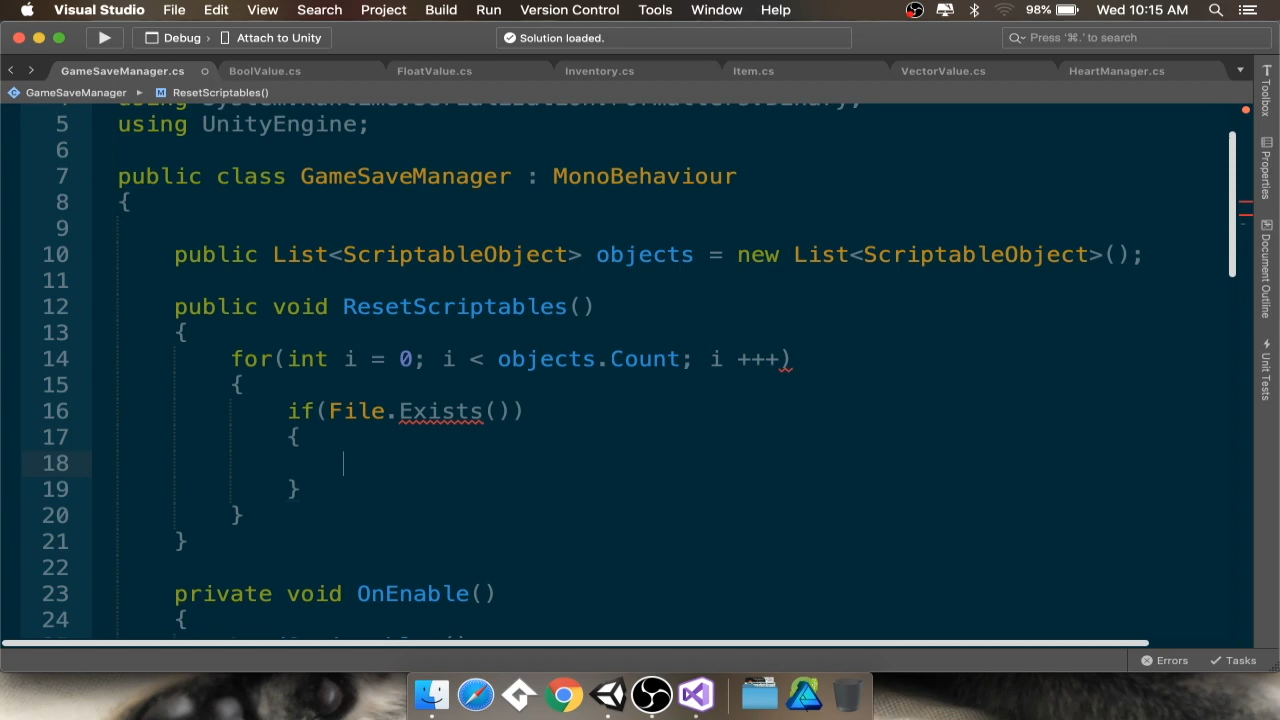 Visual Studio File Edit View Search Project Build Run Version Control Tools Window Help 98% Wed 10:15 AM
Debug › Attach to Unity Solution loaded. Press '⌘.' to search
GameSaveManager.cs BoolValue.cs FloatValue.cs Inventory.cs Item.cs VectorValue.cs HeartManager.cs
GameSaveManager ▸ M ResetScriptables()
5 using UnityEngine;
6
7 public class GameSaveManager : MonoBehaviour
8 {
9
10 public List<ScriptableObject> objects = new List<ScriptableObject>();
11
12 public void ResetScriptables()
13 {
14 for(int i = 0; i < objects.Count; i +++)
15 {
16 if(File.Exists())
17 {
18
19 }
20 }
21 }
22
23 private void OnEnable()
24 {
Toolbox
Properties
Document Outline
Unit Tests
Errors Tasks